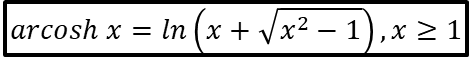 arcosh x = ln(x + √(x² − 1)), x ≥ 1